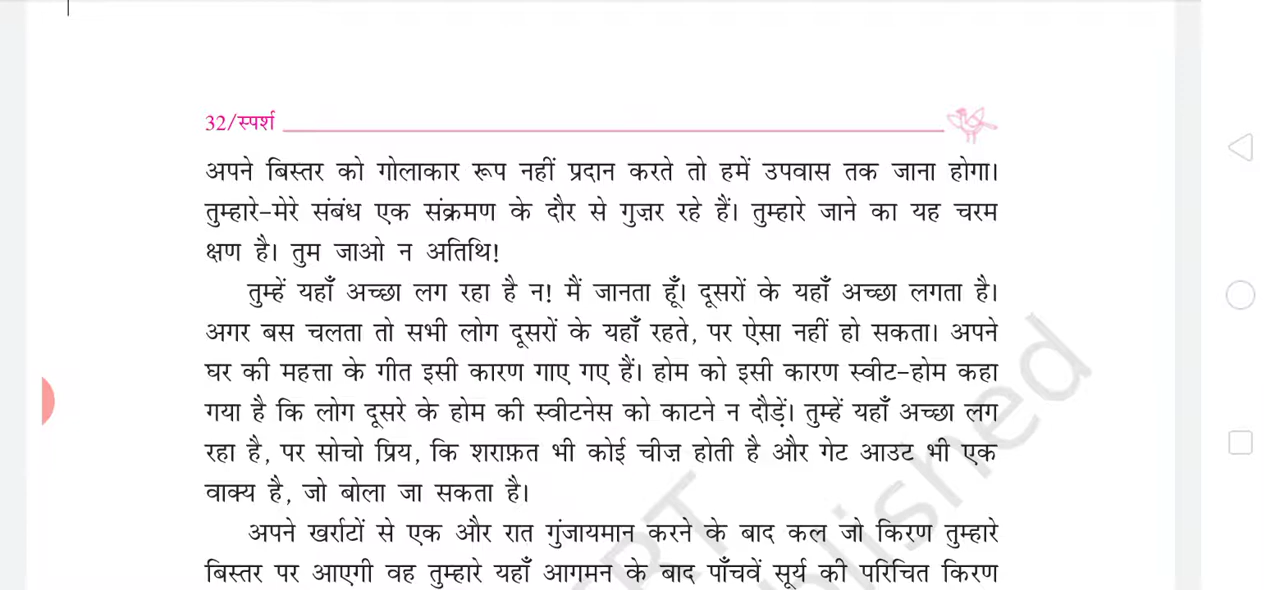 32/स्पर्श
अपने बिस्तर को गोलाकार रूप नहीं प्रदान करते तो हमें उपवास तक जाना होगा।
तुम्हारे-मेरे संबंध एक संक्रमण के दौर से गुज़र रहे हैं। तुम्हारे जाने का यह चरम
क्षण है। तुम जाओ न अतिथि!
तुम्हें यहाँ अच्छा लग रहा है न! मैं जानता हूँ। दूसरों के यहाँ अच्छा लगता है।
अगर बस चलता तो सभी लोग दूसरों के यहाँ रहते, पर ऐसा नहीं हो सकता। अपने
घर की महत्ता के गीत इसी कारण गाए गए हैं। होम को इसी कारण स्वीट-होम कहा
गया है कि लोग दूसरे के होम की स्वीटनेस को काटने न दौड़ें। तुम्हें यहाँ अच्छा लग
रहा है, पर सोचो प्रिय, कि शराफ़त भी कोई चीज़ होती है और गेट आउट भी एक
वाक्य है, जो बोला जा सकता है।
अपने खर्राटों से एक और रात गुंजायमान करने के बाद कल जो किरण तुम्हारे
बिस्तर पर आएगी वह तुम्हारे यहाँ आगमन के बाद पाँचवें सूर्य की परिचित किरण